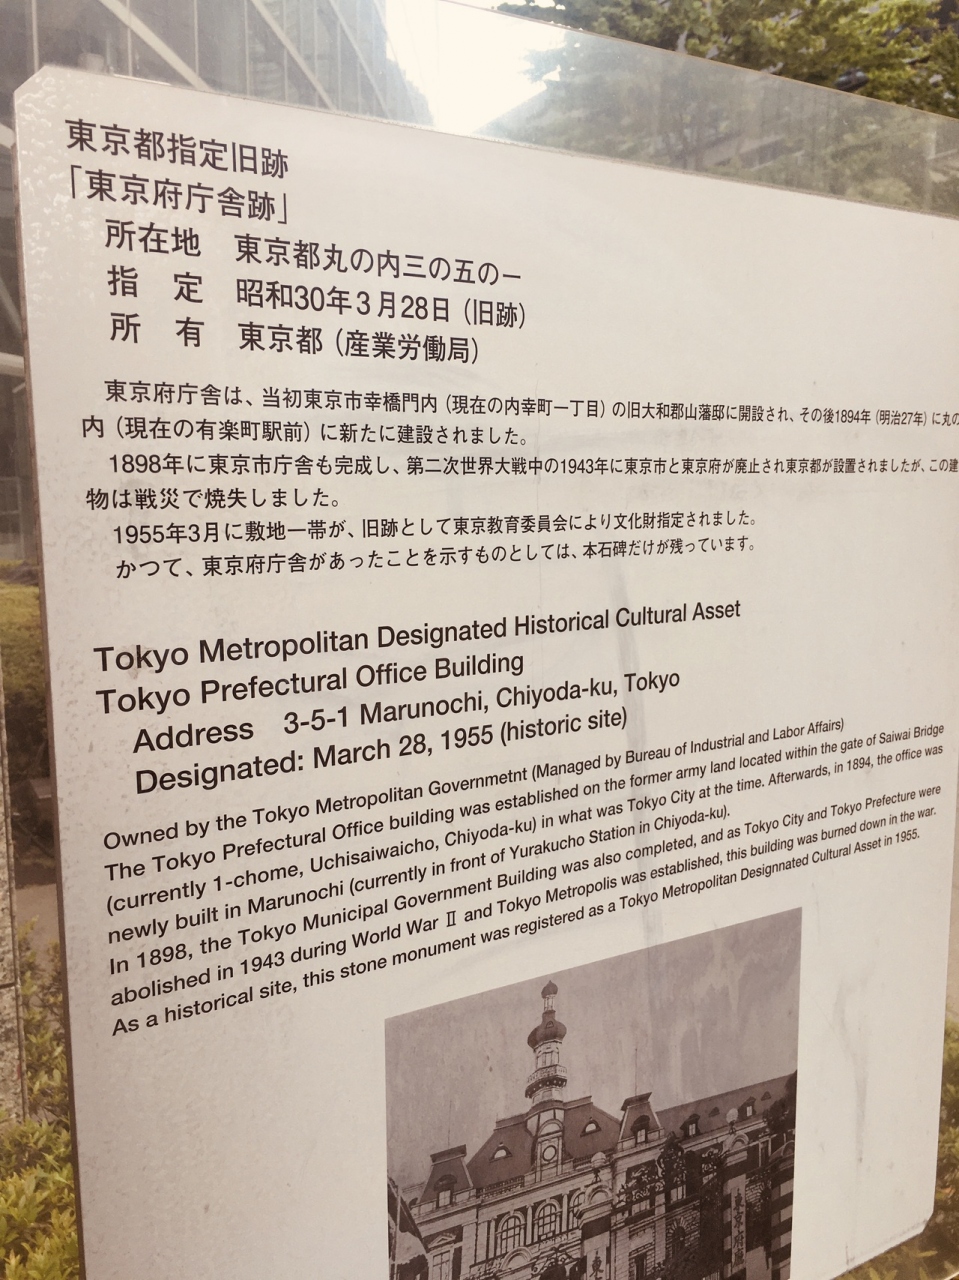 東京都指定旧跡
「東京府庁舎跡」
所在地　東京都丸の内三の五の一
指　定　昭和30年3月28日（旧跡）
所　有　東京都（産業労働局）
東京府庁舎は、当初東京市幸橋門内（現在の内幸町一丁目）の旧大和郡山藩邸に開設され、その後1894年（明治27年）に丸の
内（現在の有楽町駅前）に新たに建設されました。
1898年に東京市庁舎も完成し、第二次世界大戦中の1943年に東京市と東京府が廃止され東京都が設置されましたが、この建
物は戦災で焼失しました。
1955年3月に敷地一帯が、旧跡として東京教育委員会により文化財指定されました。
かつて、東京府庁舎があったことを示すものとしては、本石碑だけが残っています。
Tokyo Metropolitan Designated Historical Cultural Asset
Tokyo Prefectural Office Building
Address　3-5-1 Marunochi, Chiyoda-ku, Tokyo
Designated: March 28, 1955 (historic site)
Owned by the Tokyo Metropolitan Governmetnt (Managed by Bureau of Industrial and Labor Affairs)
The Tokyo Prefectural Office building was established on the former army land located within the gate of Saiwai Bridge
(currently 1-chome, Uchisaiwaicho, Chiyoda-ku) in what was Tokyo City at the time. Afterwards, in 1894, the office was
newly built in Marunochi (currently in front of Yurakucho Station in Chiyoda-ku).
In 1898, the Tokyo Municipal Government Building was also completed, and as Tokyo City and Tokyo Prefecture were
abolished in 1943 during World War Ⅱ and Tokyo Metropolis was established, this building was burned down in the war.
As a historical site, this stone monument was registered as a Tokyo Metropolitan Designnated Cultural Asset in 1955.